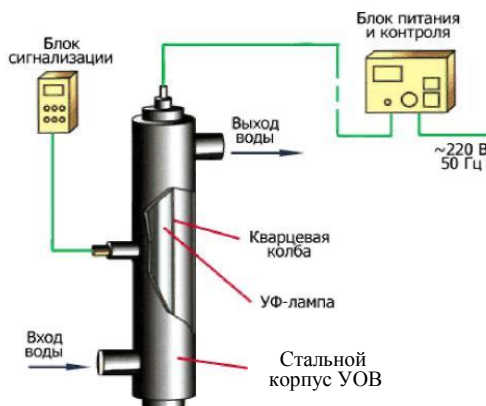 Блок
сигнализации
Блок питания
и контроля
Выход
воды
~220 В
50 Гц
Кварцевая
колба
УФ-лампа
Вход
воды
Стальной
корпус УОВ